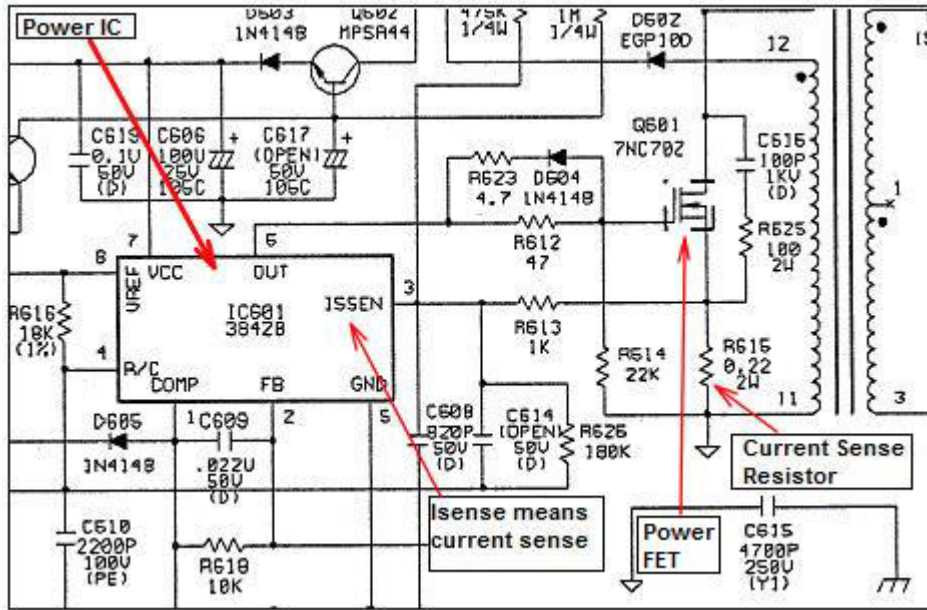 Power IC
D603
1N4148
Q602
MPSA44
475K
1/4W
1M
1/4W
D602
EGP10D
12
C619
0.1U
50V
(D)
C606
100U
25V
105C
C617
(OPEN)
50V
105C
R623
4.7
D604
1N4148
Q601
7NC70Z
C616
100P
1KV
(D)
1
R625
100
2W
R612
47
7
6
8
VREF
VCC
OUT
IC601
3842B
ISSEN
3
R616
18K
(1%)
4
R/C
COMP
FB
GND
R613
1K
R614
22K
R615
0.22
2W
11
3
1
2
5
D605
1N4148
C609
.022U
50V
(D)
C608
820P
50V
(D)
C614
(OPEN)
50V
(D)
R626
180K
Current Sense
Resistor
Isense means
current sense
Power
FET
C610
2200P
100V
(PE)
R618
10K
C615
4700P
250V
(Y1)